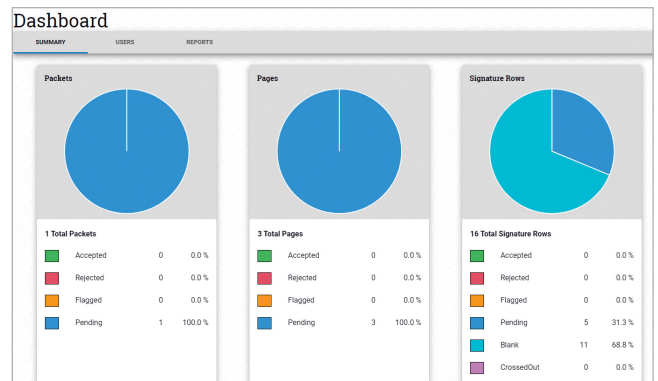 Dashboard
SUMMARY USERS REPORTS
Packets
1 Total Packets
Accepted 0 0.0 %
Rejected 0 0.0 %
Flagged 0 0.0 %
Pending 1 100.0 %
Pages
3 Total Pages
Accepted 0 0.0 %
Rejected 0 0.0 %
Flagged 0 0.0 %
Pending 3 100.0 %
Signature Rows
16 Total Signature Rows
Accepted 0 0.0 %
Rejected 0 0.0 %
Flagged 0 0.0 %
Pending 5 31.3 %
Blank 11 68.8 %
CrossedOut 0 0.0 %